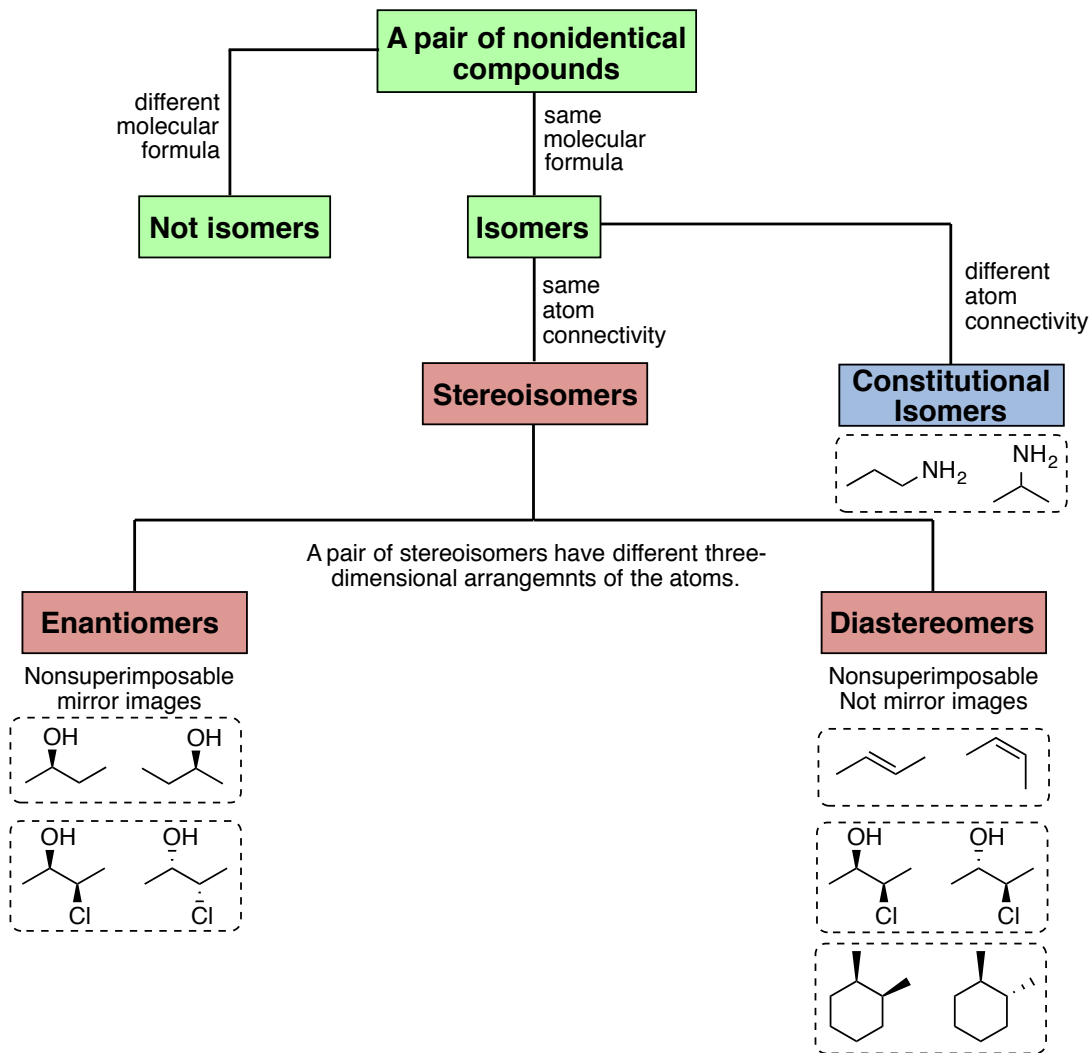 A pair of nonidentical
compounds
different
molecular
formula
same
molecular
formula
Not isomers
Isomers
same
atom
connectivity
different
atom
connectivity
Stereoisomers
Constitutional
Isomers
NH2
NH2
A pair of stereoisomers have different three-
dimensional arrangemnts of the atoms.
Enantiomers
Diastereomers
Nonsuperimposable
mirror images
Nonsuperimposable
Not mirror images
OH
OH
OH
OH
Cl
Cl
OH
OH
Cl
Cl